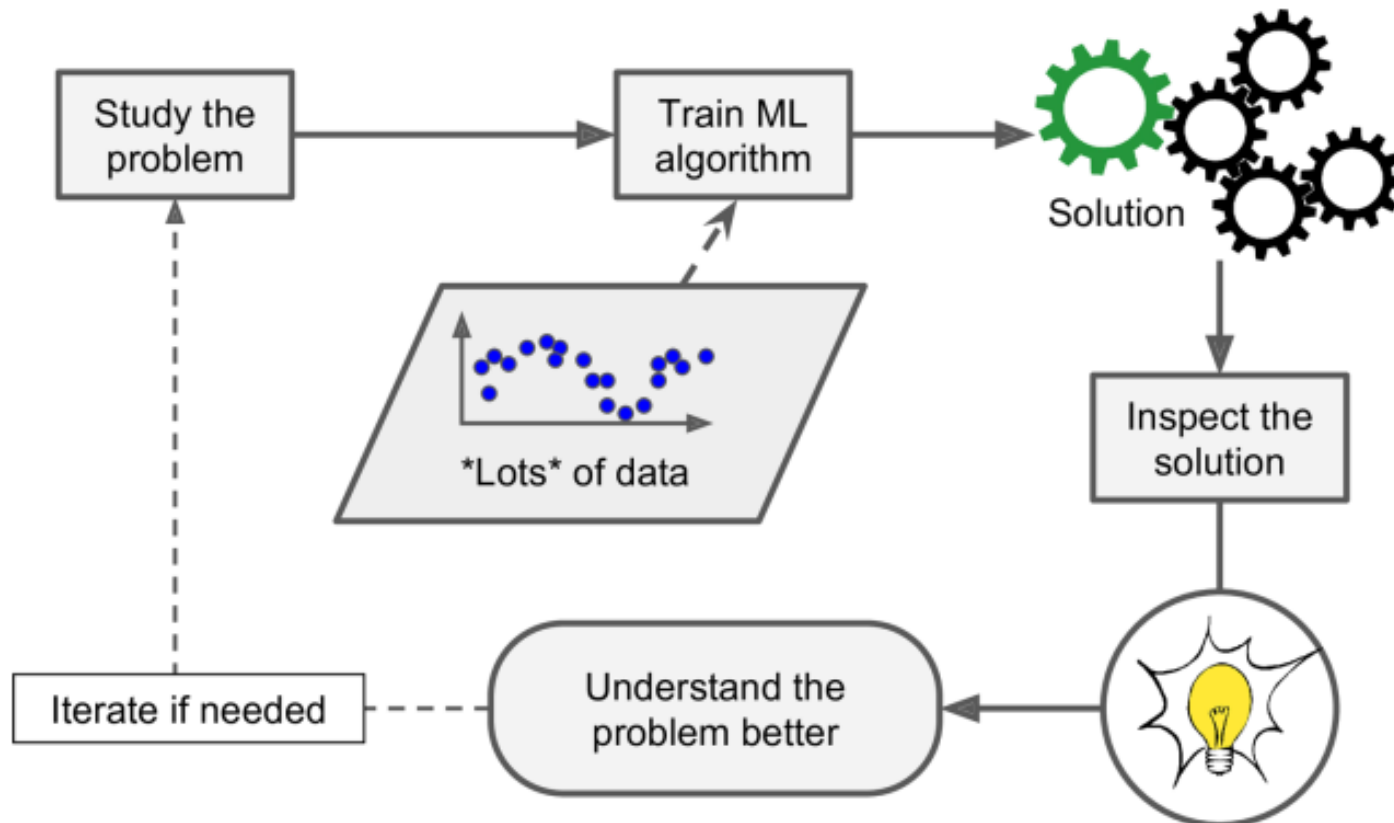 Study the
problem
Train ML
algorithm
Solution
*Lots* of data
Inspect the
solution
Understand the
problem better
Iterate if needed